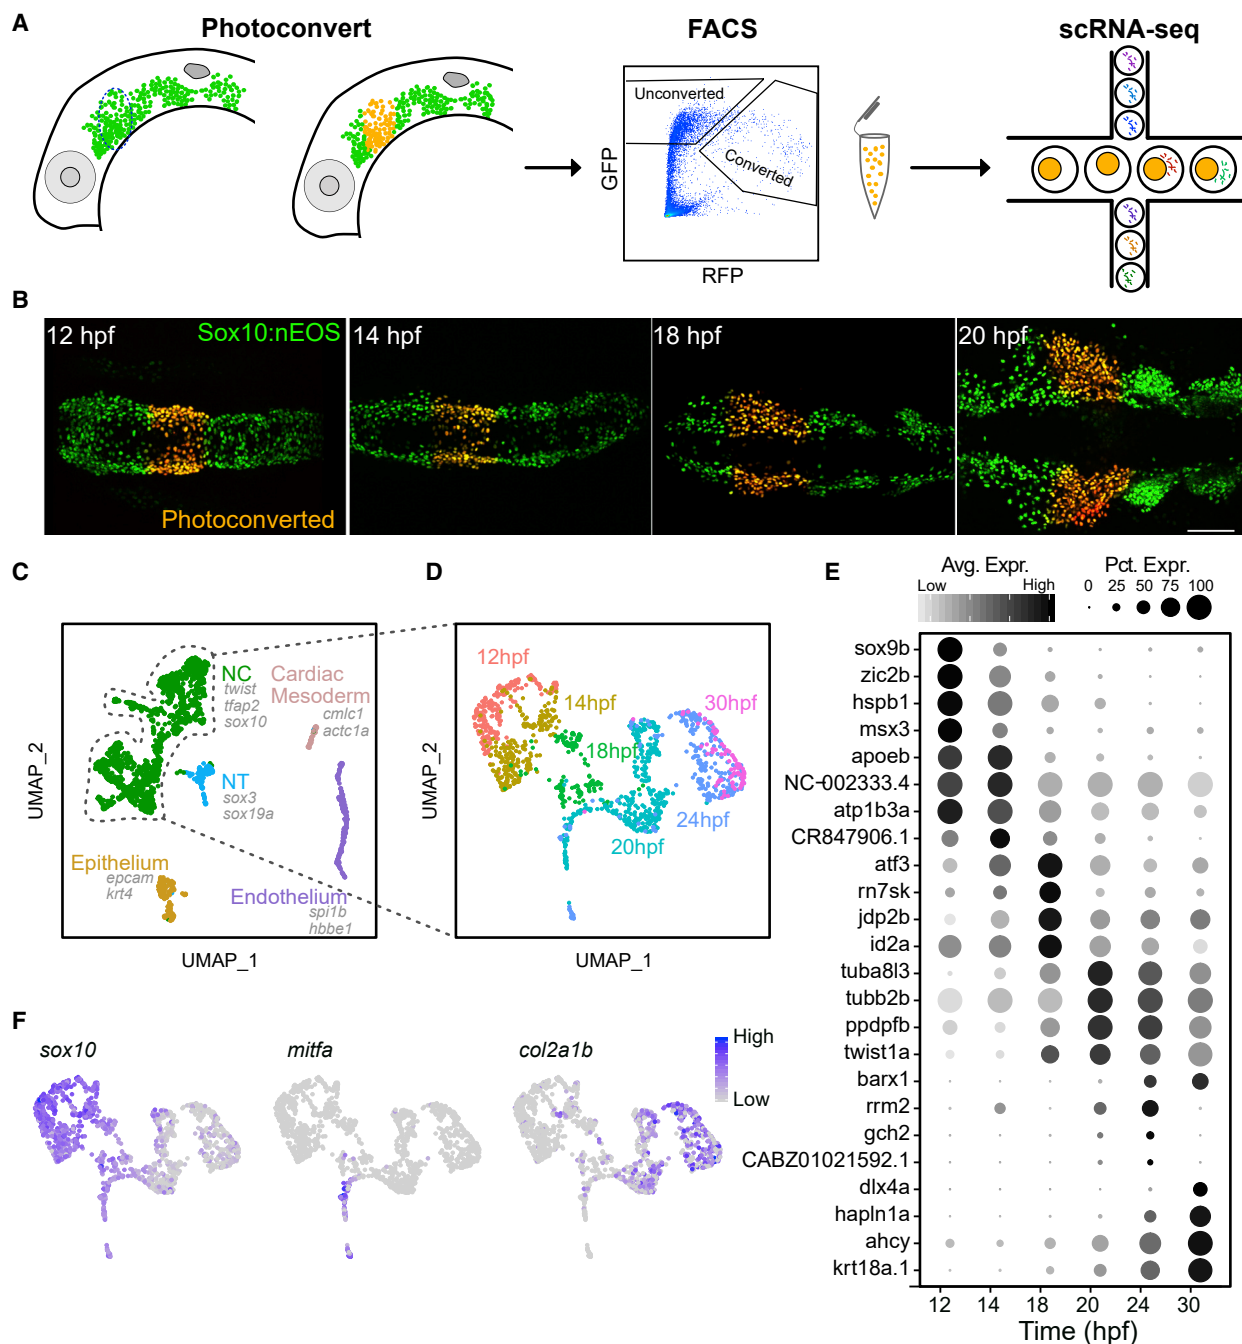 A
Photoconvert
FACS
scRNA-seq
Unconverted
Converted
GFP
RFP
B
12 hpf
Sox10:nEOS
14 hpf
18 hpf
20 hpf
Photoconverted
C
NC
twist
tfap2
sox10
Cardiac
Mesoderm
cmlc1
actc1a
NT
sox3
sox19a
Epithelium
epcam
krt4
Endothelium
spi1b
hbbe1
UMAP_2
UMAP_1
D
12hpf
14hpf
18hpf
30hpf
24hpf
20hpf
UMAP_2
UMAP_1
E
Avg. Expr.
Low High
Pct. Expr.
0 25 50 75 100
sox9b
zic2b
hspb1
msx3
apoeb
NC-002333.4
atp1b3a
CR847906.1
atf3
rn7sk
jdp2b
id2a
tuba8l3
tubb2b
ppdpfb
twist1a
barx1
rrm2
gch2
CABZ01021592.1
dlx4a
hapln1a
ahcy
krt18a.1
12 14 18 20 24 30
Time (hpf)
F
sox10
mitfa
col2a1b
High
Low